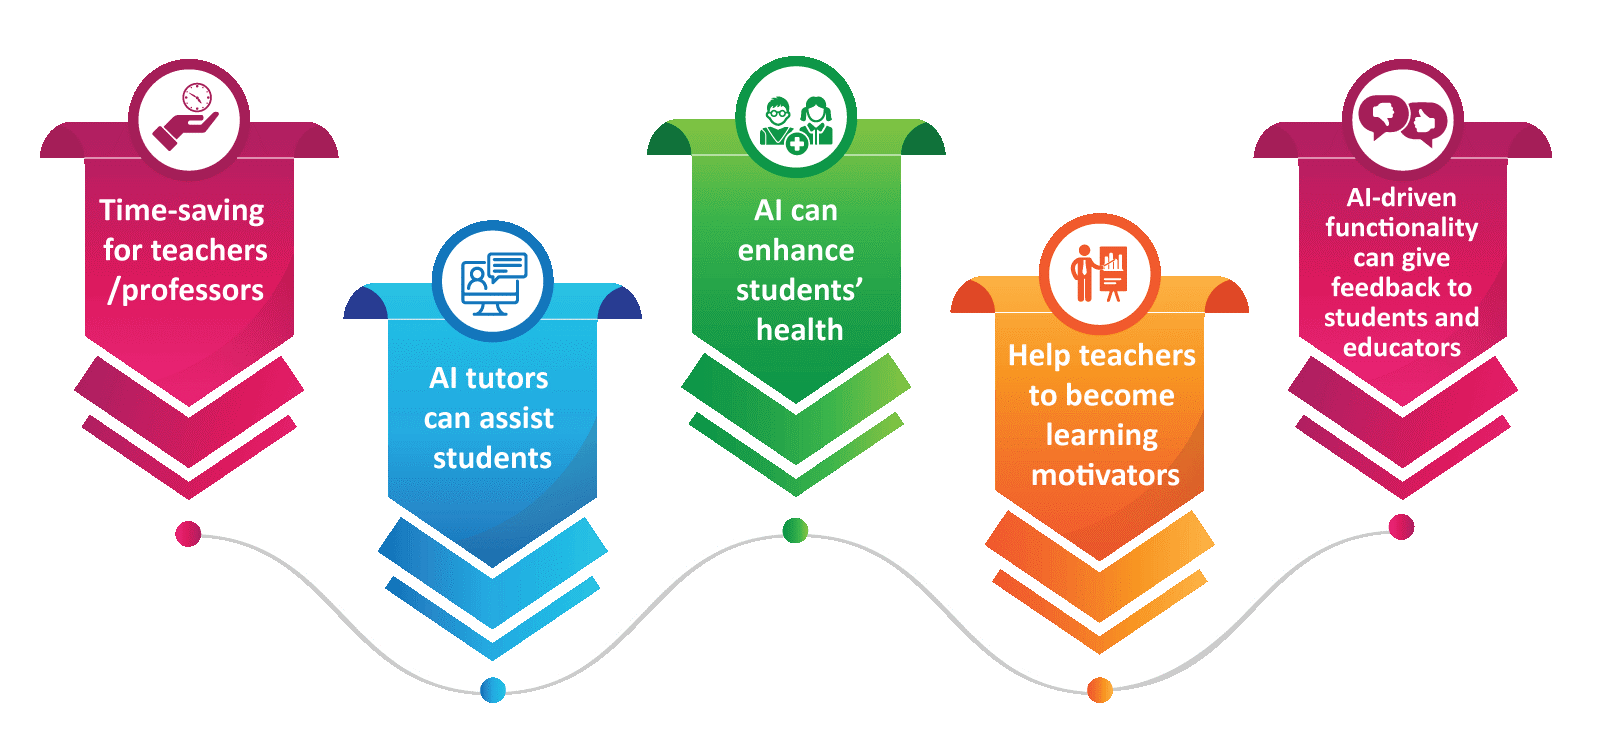 Time-saving
for teachers
/professors
AI tutors
can assist
students
AI can
enhance
students’
health
Help teachers
to become
learning
motivators
AI-driven
functionality
can give
feedback to
students and
educators